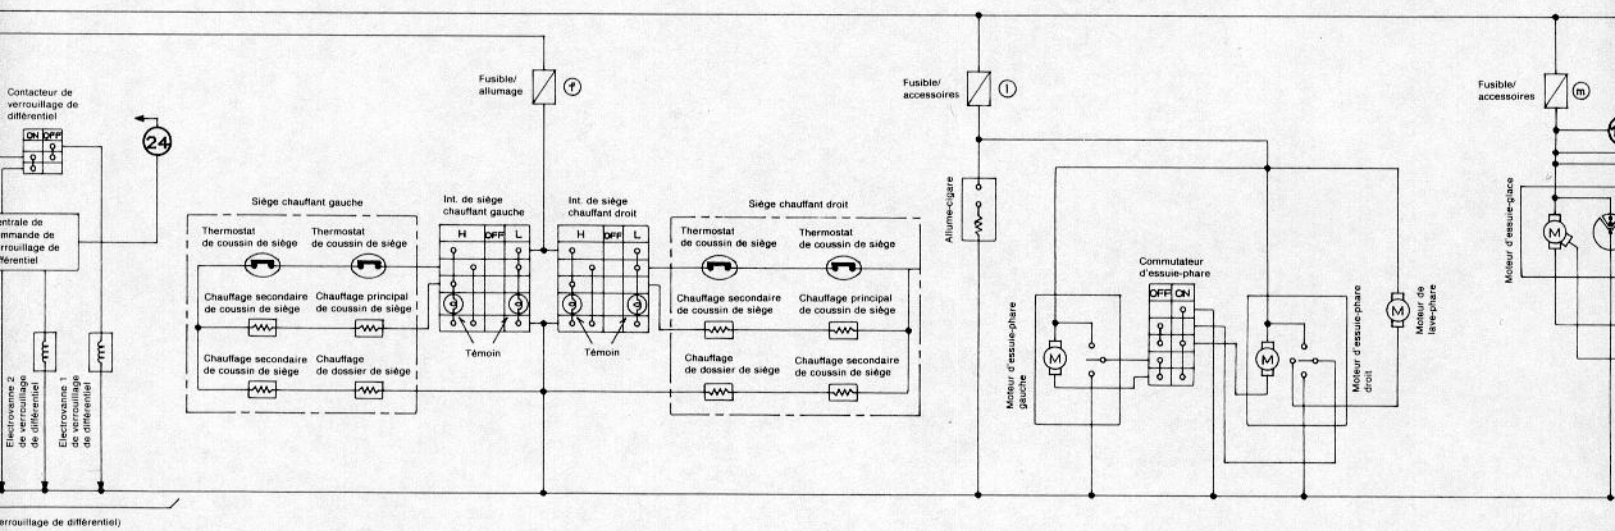 Contacteur de
verrouillage de
différentiel
ON OFF
24
entrale de
mmande de
rrouillage de
fférentiel
Electrovanne 2
de verrouillage
de différentiel
Electrovanne 1
de verrouillage
de différentiel
errouillage de différentiel)
Fusible/
allumage
f
Siège chauffant gauche
Thermostat
de coussin de siège
Thermostat
de coussin de siège
Chauffage secondaire
de coussin de siège
Chauffage principal
de coussin de siège
Chauffage secondaire
de coussin de siège
Chauffage
de dossier de siège
Int. de siège
chauffant gauche
H OFF L
Témoin
Int. de siège
chauffant droit
H OFF L
Témoin
Siège chauffant droit
Thermostat
de coussin de siège
Thermostat
de coussin de siège
Chauffage secondaire
de coussin de siège
Chauffage principal
de coussin de siège
Chauffage
de dossier de siège
Chauffage secondaire
de coussin de siège
Fusible/
accessoires
l
Allume-cigare
Moteur d'essuie-phare
gauche
M
Commutateur
d'essuie-phare
OFF ON
M
Moteur d'essuie-phare
droit
M
Moteur de
lave-phare
Fusible/
accessoires
m
Moteur d'essuie-glace
M